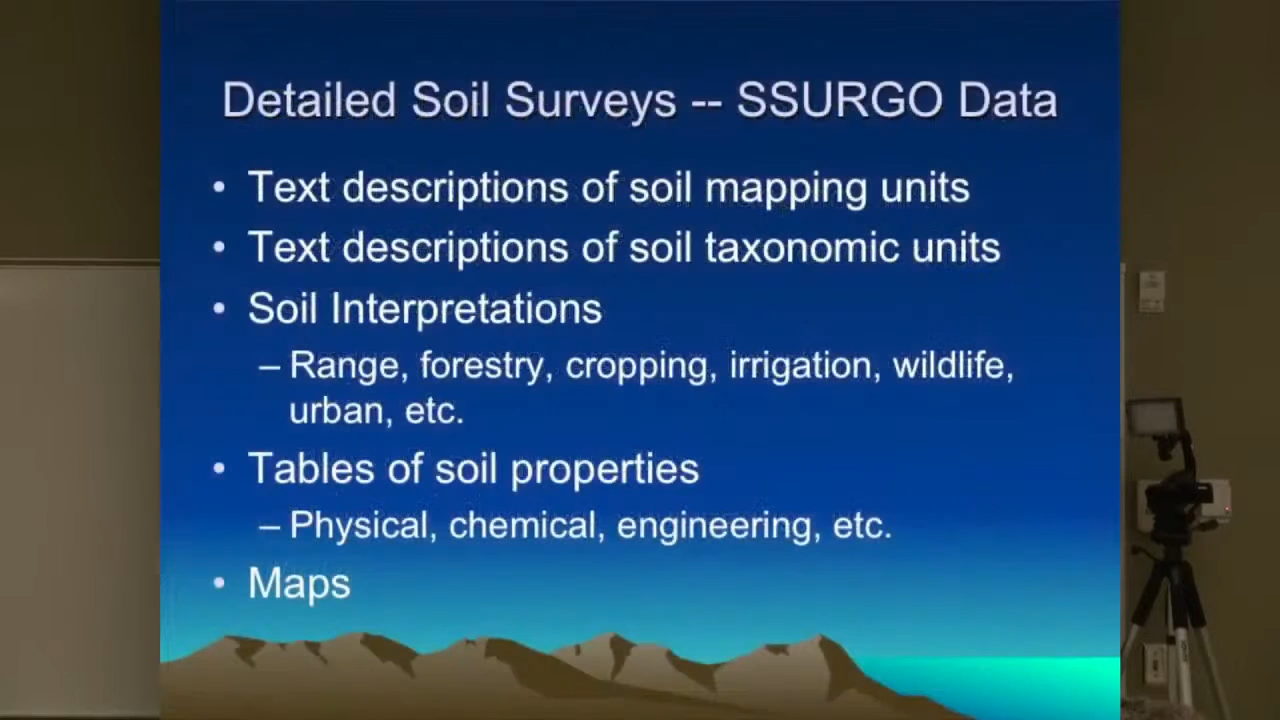 Detailed Soil Surveys -- SSURGO Data
• Text descriptions of soil mapping units
• Text descriptions of soil taxonomic units
• Soil Interpretations
– Range, forestry, cropping, irrigation, wildlife,
urban, etc.
• Tables of soil properties
– Physical, chemical, engineering, etc.
• Maps